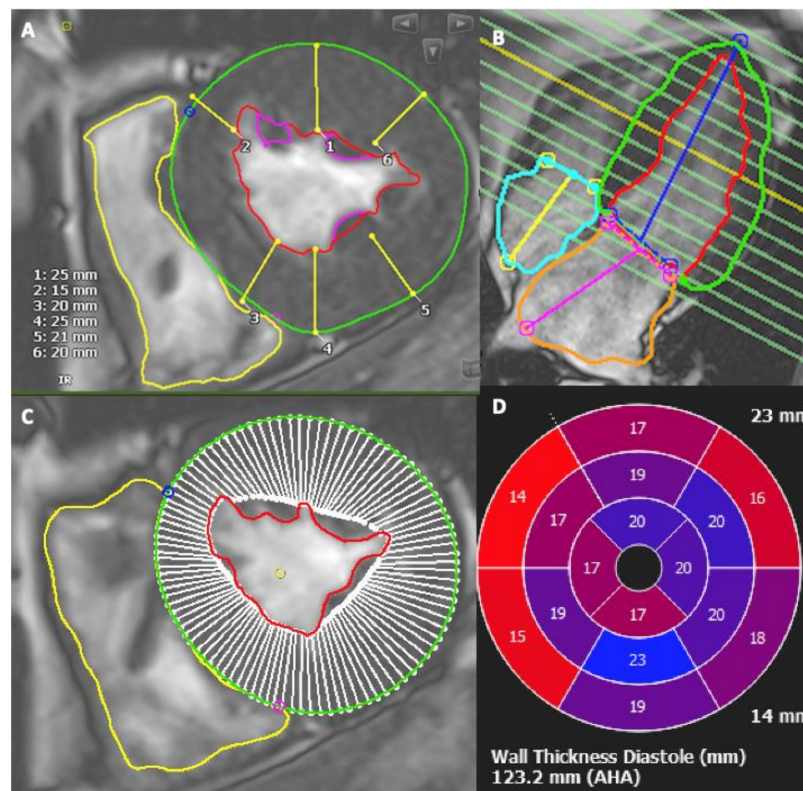 A
B
2
1
6
1: 25 mm
2: 15 mm
3: 20 mm
4: 25 mm
5: 21 mm
6: 20 mm
3
5
4
IR
C
D
23 mm
17
14
19
16
17
20
20
17
20
17
15
19
20
18
23
19
14 mm
Wall Thickness Diastole (mm)
123.2 mm (AHA)